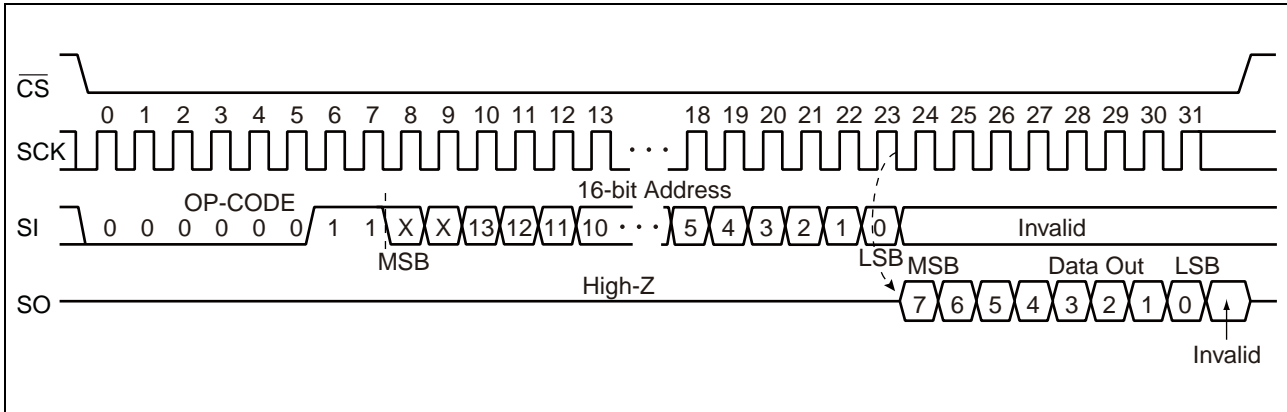 CS
0 1 2 3 4 5 6 7 8 9 10 11 12 13 18 19 20 21 22 23 24 25 26 27 28 29 30 31
SCK
···
OP-CODE
16-bit Address
SI
0 0 0 0 0 0 1 1 X X 13 12 11 10 ··· 5 4 3 2 1 0 Invalid
MSB
LSB
MSB
Data Out
LSB
High-Z
SO
7 6 5 4 3 2 1 0
Invalid